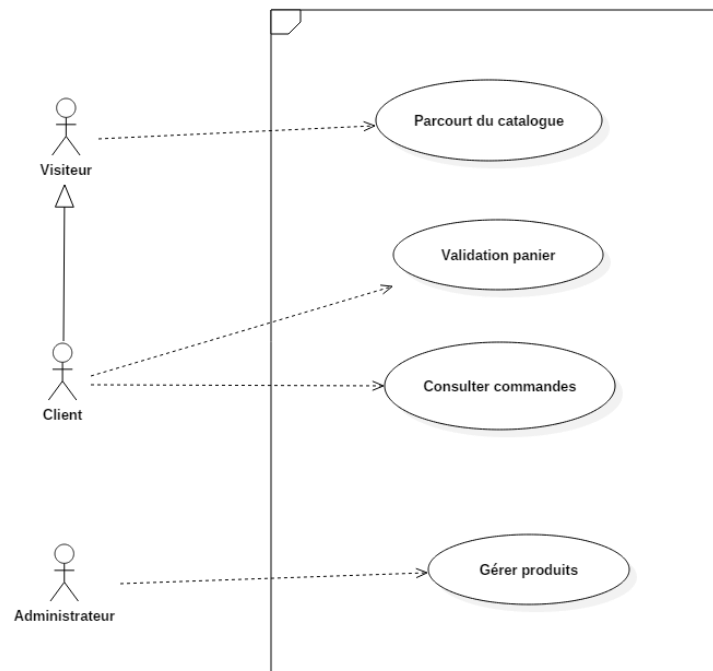 Parcourt du catalogue
Visiteur
Validation panier
Consulter commandes
Client
Gérer produits
Administrateur